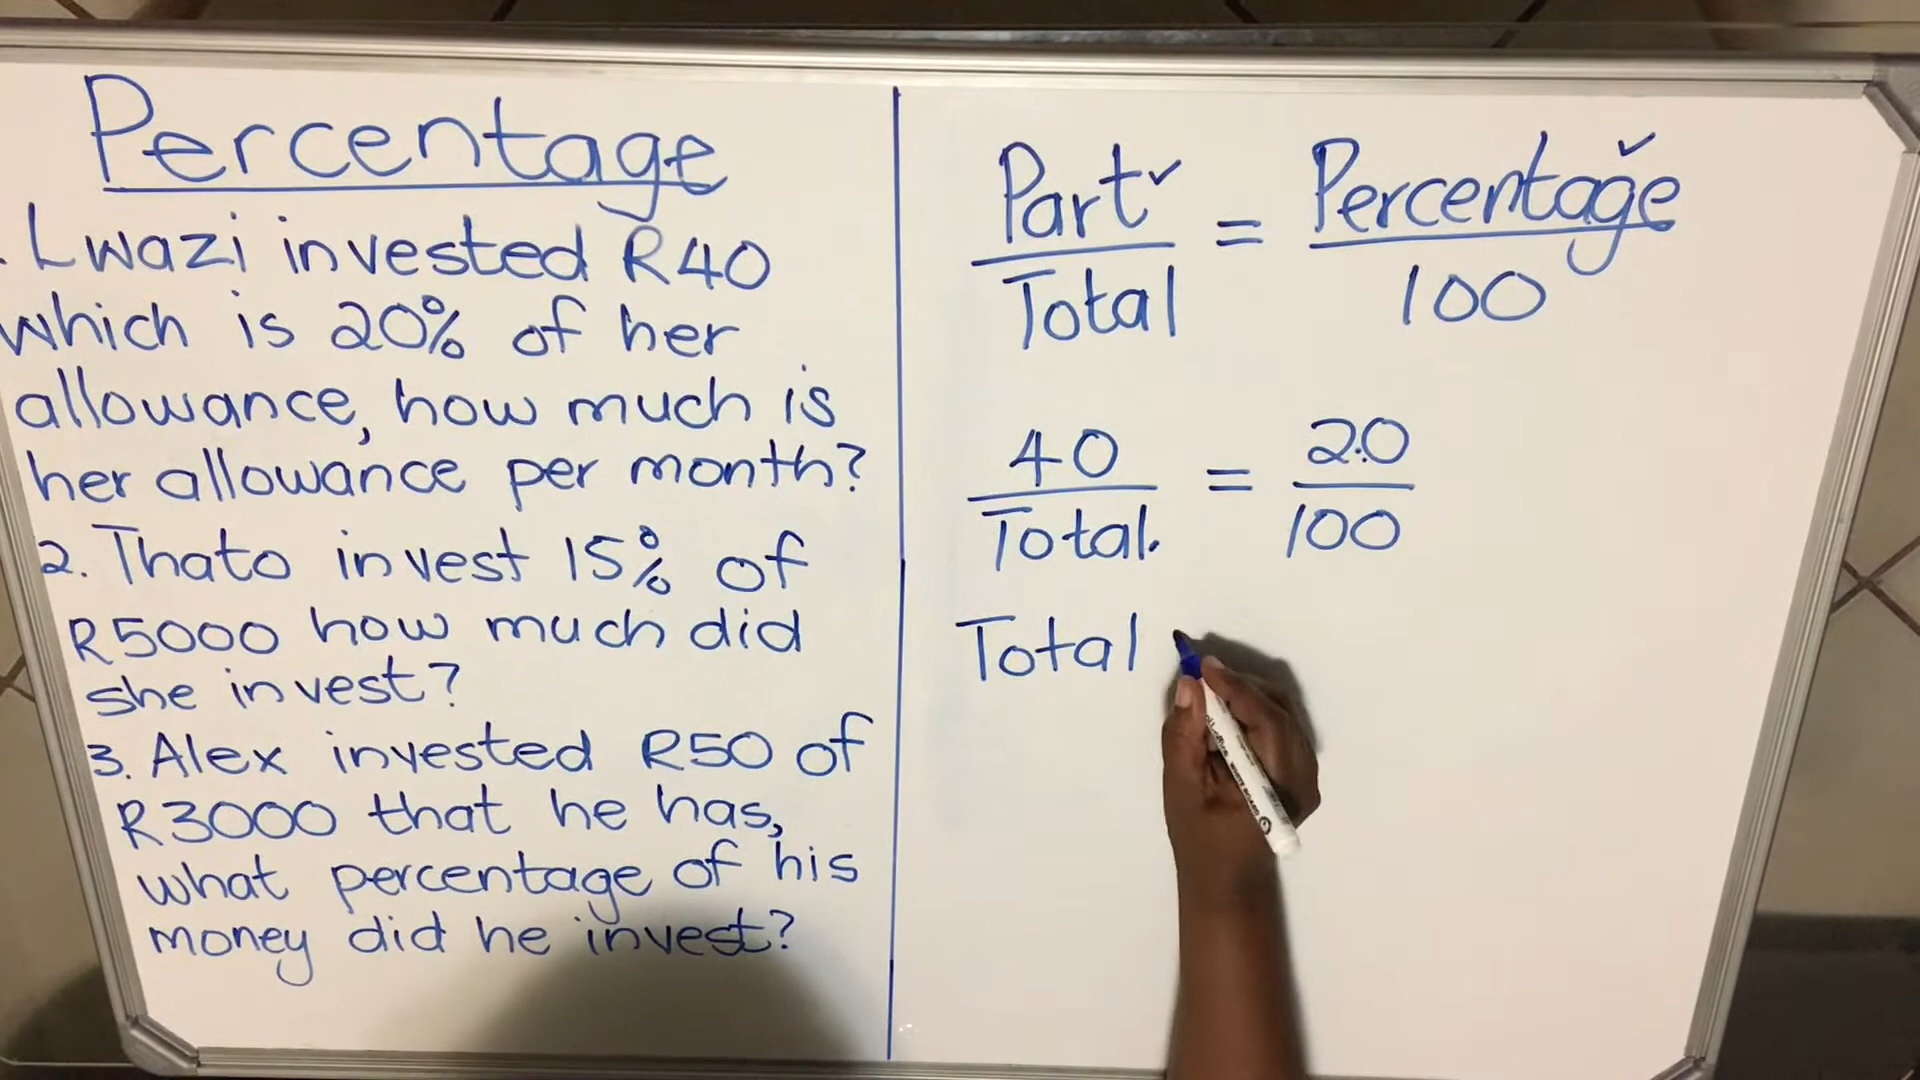 Percentage
. Lwazi invested R40
which is 20% of her
allowance, how much is
her allowance per month?
2. Thato invest 15% of
R5000 how much did
she invest?
3. Alex invested R50 of
R3000 that he has,
what percentage of his
money did he invest?
Part✓ = Percentage✓
Total 100
40 = 20
Total. 100
Total